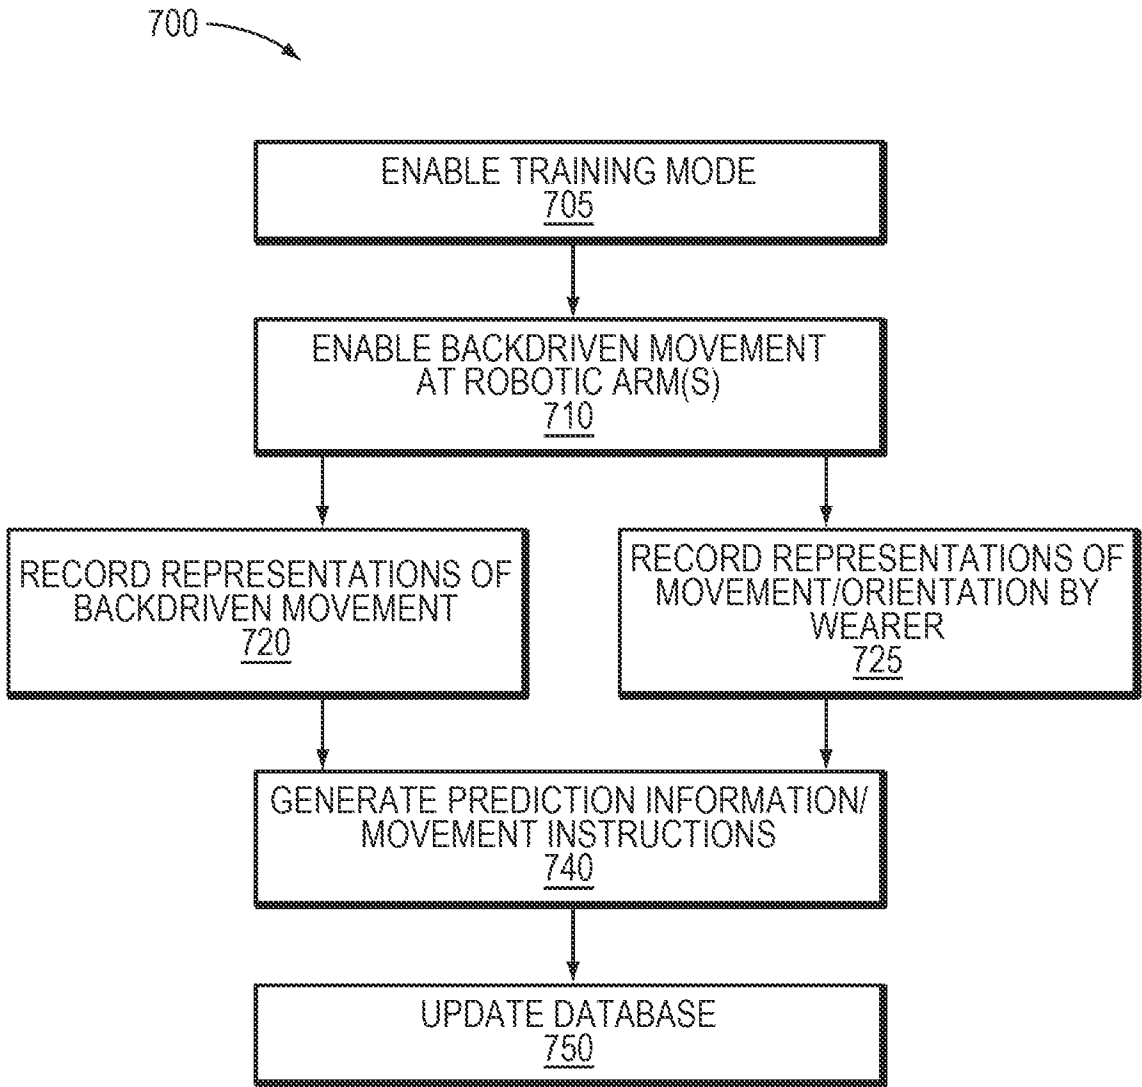 700
ENABLE TRAINING MODE
705
ENABLE BACKDRIVEN MOVEMENT
AT ROBOTIC ARM(S)
710
RECORD REPRESENTATIONS OF
BACKDRIVEN MOVEMENT
720
RECORD REPRESENTATIONS OF
MOVEMENT/ORIENTATION BY
WEARER
725
GENERATE PREDICTION INFORMATION/
MOVEMENT INSTRUCTIONS
740
UPDATE DATABASE
750